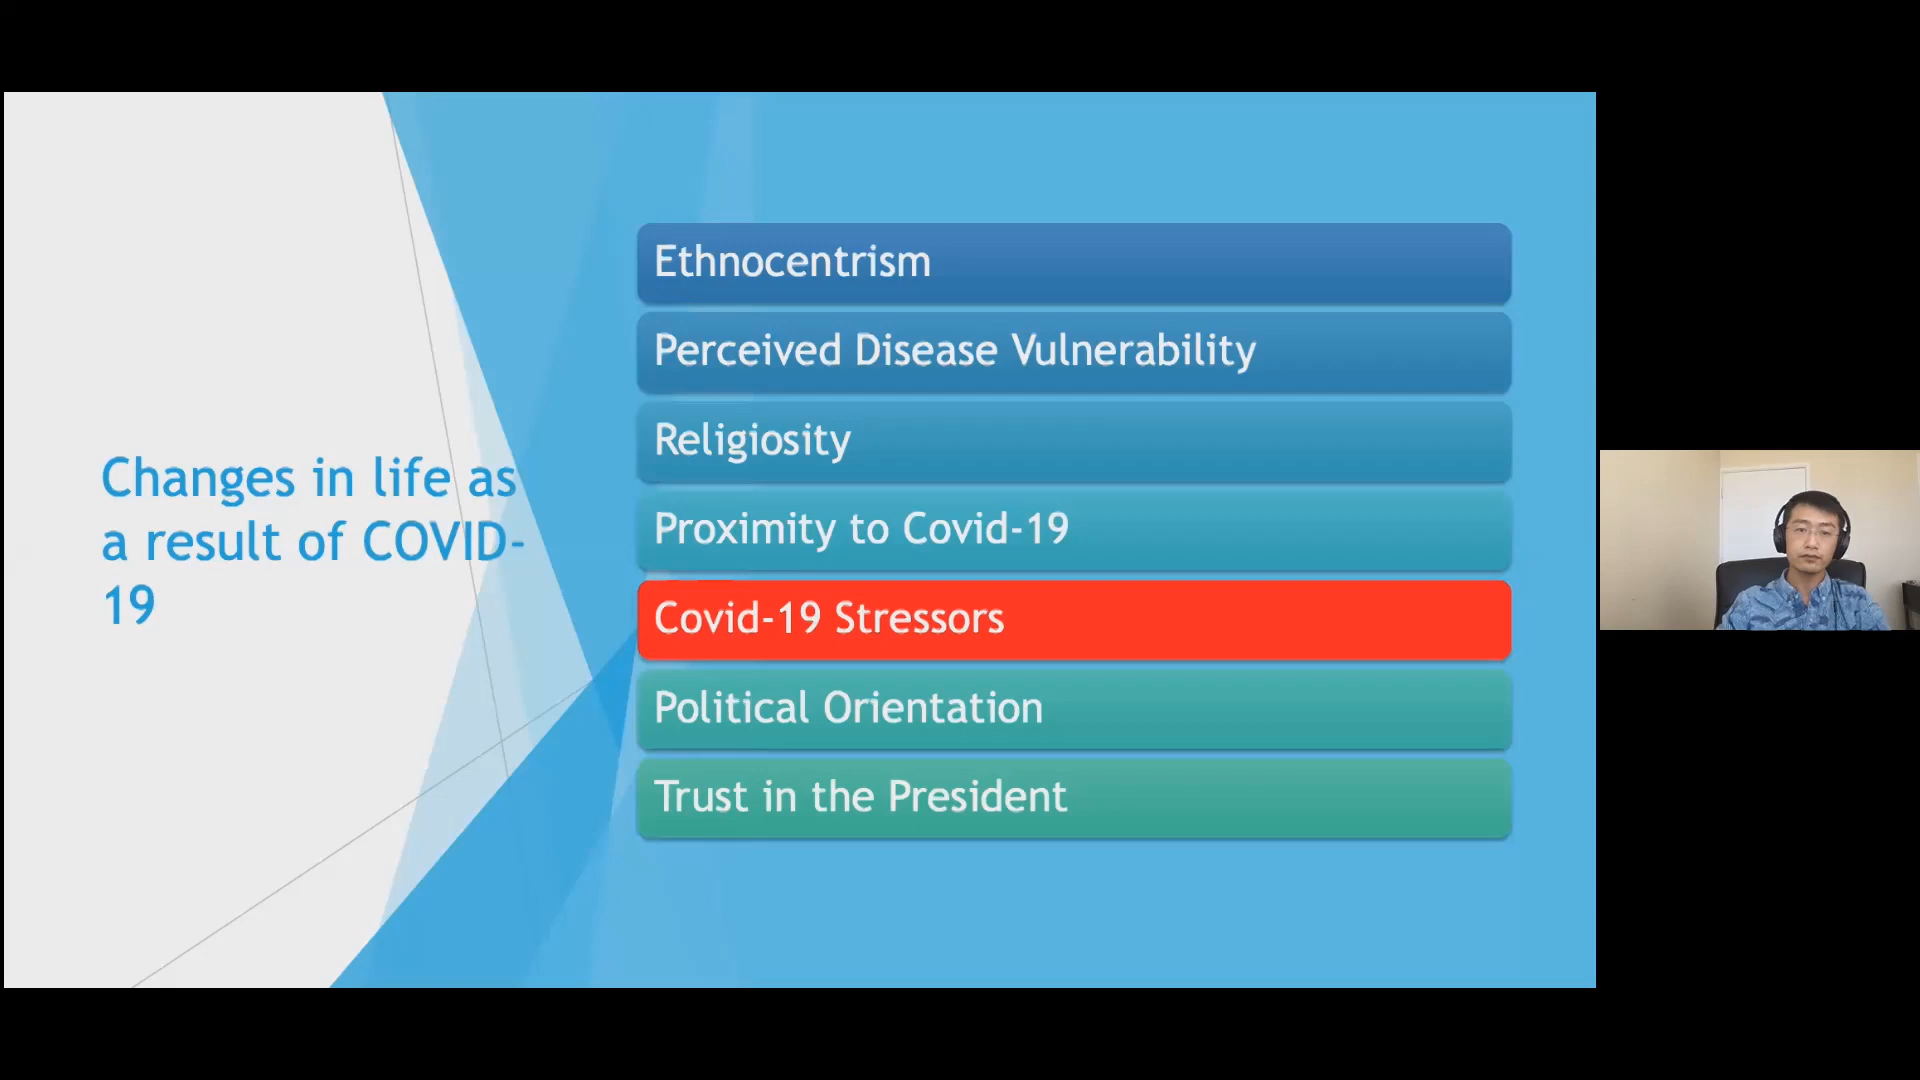 Changes in life as
a result of COVID-
19
Ethnocentrism
Perceived Disease Vulnerability
Religiosity
Proximity to Covid-19
Covid-19 Stressors
Political Orientation
Trust in the President